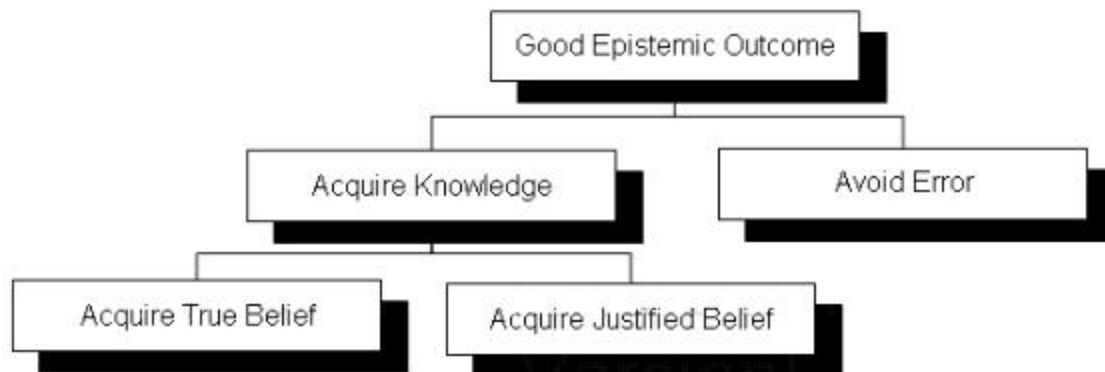 Good Epistemic Outcome
Acquire Knowledge
Avoid Error
Acquire True Belief
Acquire Justified Belief